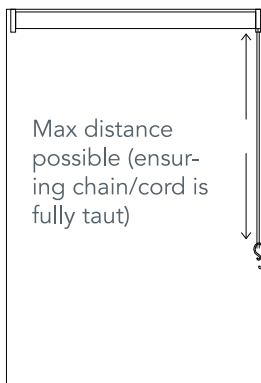 Max distance
possible (ensur-
ing chain/cord is
fully taut)